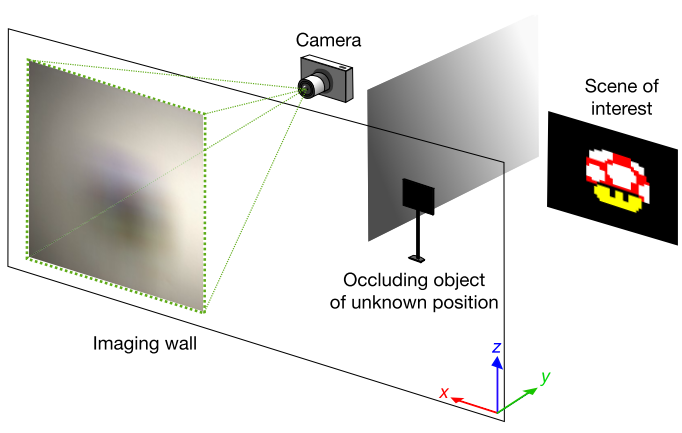 Camera
Scene of
interest
Occluding object
of unknown position
Imaging wall
z
y
x